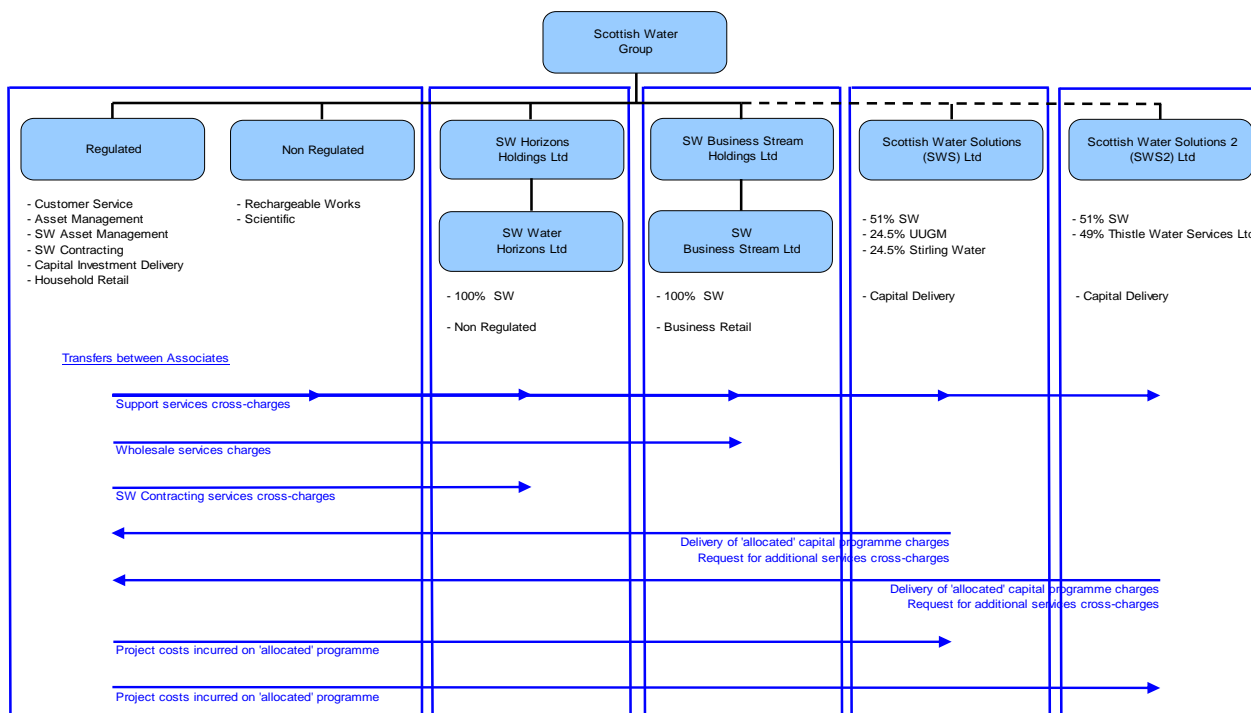 Scottish Water
Group
Regulated
Non Regulated
SW Horizons
Holdings Ltd
SW Business Stream
Holdings Ltd
Scottish Water Solutions
(SWS) Ltd
Scottish Water Solutions 2
(SWS2) Ltd
- Customer Service
- Asset Management
- SW Asset Management
- SW Contracting
- Capital Investment Delivery
- Household Retail
- Rechargeable Works
- Scientific
SW Water
Horizons Ltd
SW
Business Stream Ltd
- 51% SW
- 24.5% UUGM
- 24.5% Stirling Water
- 51% SW
- 49% Thistle Water Services Ltd
- 100% SW
- Non Regulated
- 100% SW
- Business Retail
- Capital Delivery
- Capital Delivery
Transfers between Associates
Support services cross-charges
Wholesale services charges
SW Contracting services cross-charges
Delivery of 'allocated' capital programme charges
Request for additional services cross-charges
Delivery of 'allocated' capital programme charges
Request for additional services cross-charges
Project costs incurred on 'allocated' programme
Project costs incurred on 'allocated' programme